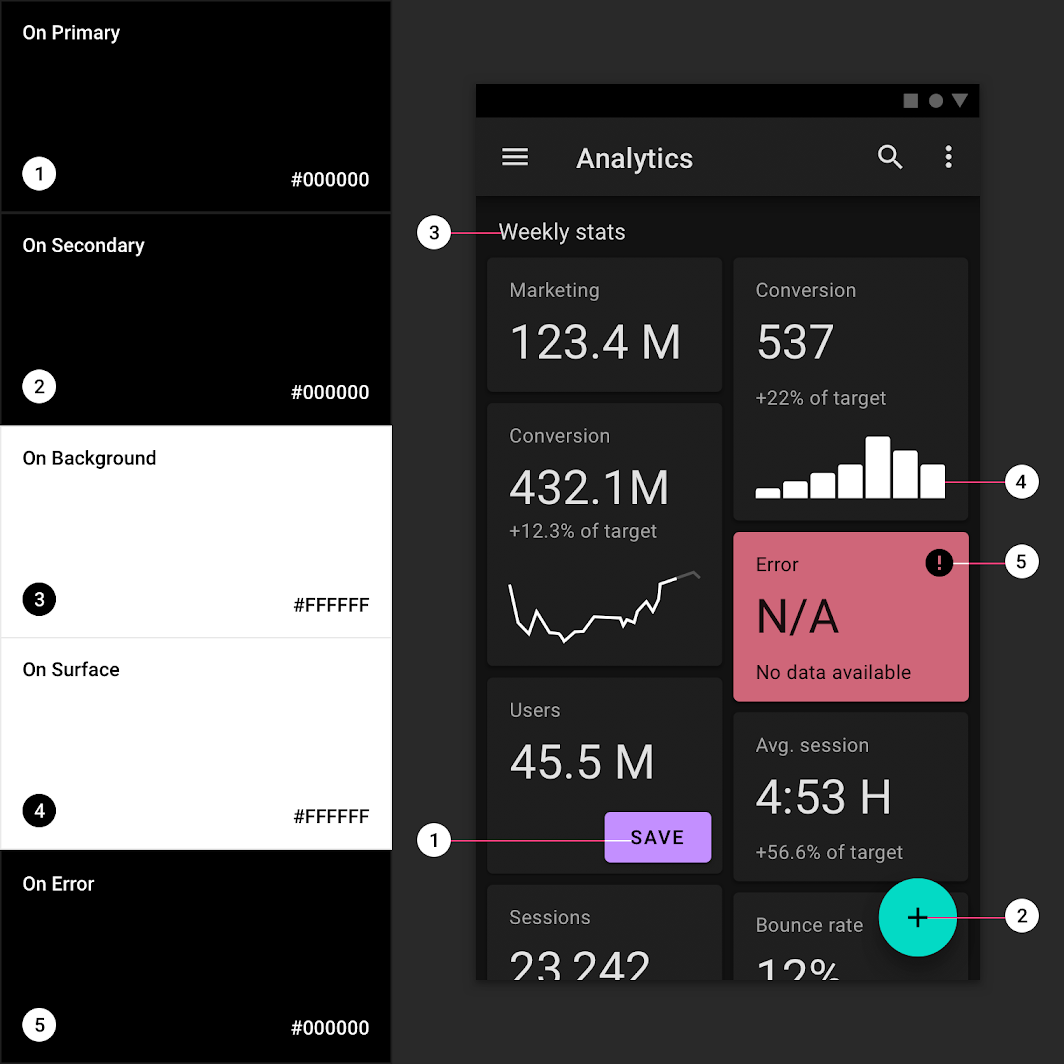 On Primary
1
#000000
On Secondary
2
#000000
On Background
3
#FFFFFF
On Surface
4
#FFFFFF
On Error
5
#000000
Analytics
3
Weekly stats
Marketing
123.4 M
Conversion
537
+22% of target
4
Conversion
432.1M
+12.3% of target
Error
!
5
N/A
No data available
Users
45.5 M
1
SAVE
Avg. session
4:53 H
+56.6% of target
Sessions
23 242
Bounce rate
12%
+
2